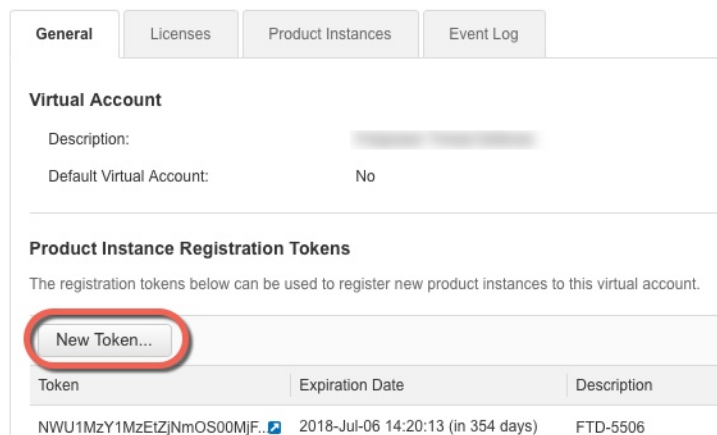 General Licenses Product Instances Event Log
Virtual Account
Description:
Default Virtual Account: No
Product Instance Registration Tokens
The registration tokens below can be used to register new product instances to this virtual account.
New Token...
Token Expiration Date Description
NWU1MzY1MzEtZjNmOS00MjF... 2018-Jul-06 14:20:13 (in 354 days) FTD-5506